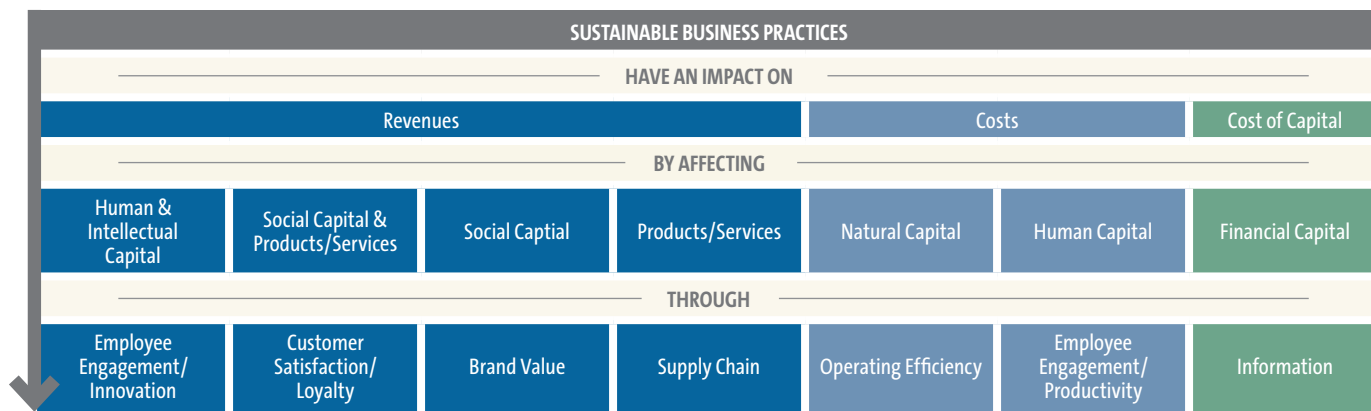 SUSTAINABLE BUSINESS PRACTICES
HAVE AN IMPACT ON
Revenues
Costs
Cost of Capital
BY AFFECTING
Human &
Intellectual
Capital
Social Capital &
Products/Services
Social Captial
Products/Services
Natural Capital
Human Capital
Financial Capital
THROUGH
Employee
Engagement/
Innovation
Customer
Satisfaction/
Loyalty
Brand Value
Supply Chain
Operating Efficiency
Employee
Engagement/
Productivity
Information